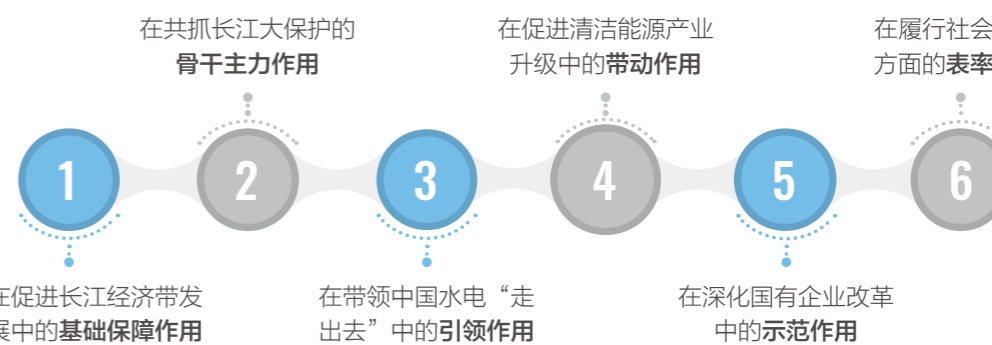 在共抓长江大保护的
骨干主力作用
在促进清洁能源产业
升级中的带动作用
在履行社会
方面的表率
1
2
3
4
5
6
在促进长江经济带发
展中的基础保障作用
在带领中国水电“走
出去”中的引领作用
在深化国有企业改革
中的示范作用